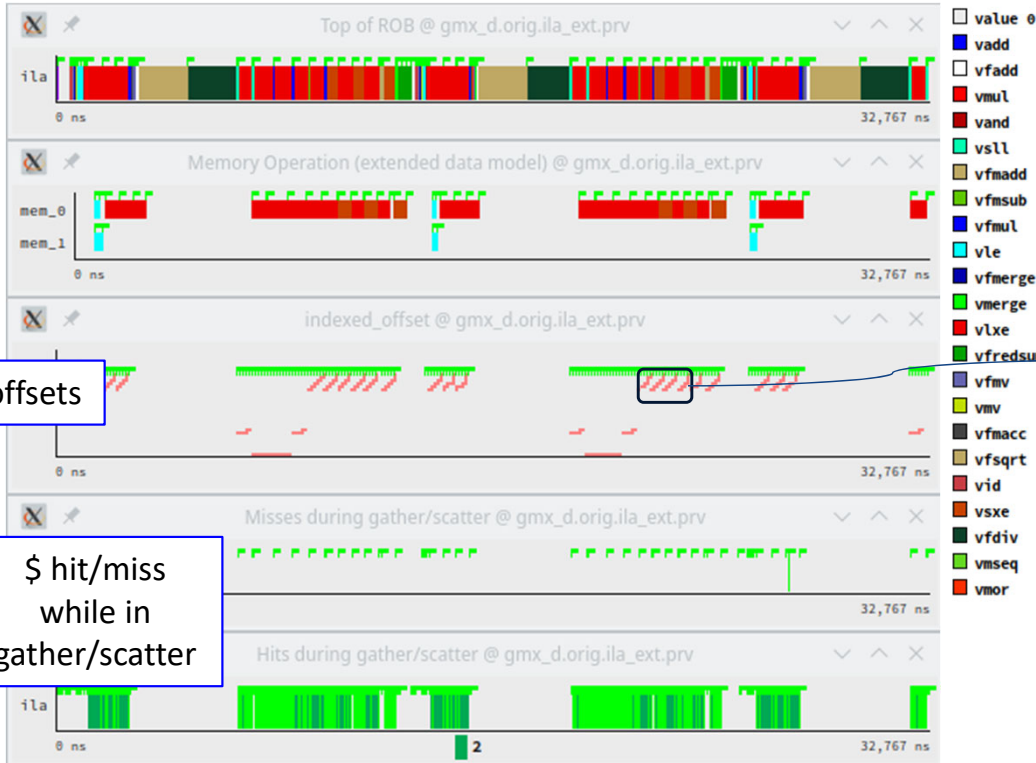 Top of ROB @ gmx_d.orig.ila_ext.prv
ila
0 ns
32,767 ns
Memory Operation (extended data model) @ gmx_d.orig.ila_ext.prv
mem_0
mem_1
0 ns
32,767 ns
indexed_offset @ gmx_d.orig.ila_ext.prv
offsets
0 ns
32,767 ns
Misses during gather/scatter @ gmx_d.orig.ila_ext.prv
$ hit/miss
while in
gather/scatter
32,767 ns
Hits during gather/scatter @ gmx_d.orig.ila_ext.prv
ila
0 ns
2
32,767 ns
value 0
vadd
vfadd
vmul
vand
vsll
vfmadd
vfmsub
vfmul
vle
vfmerge
vmerge
vlxe
vfredsu
vfmv
vmv
vfmacc
vfsqrt
vid
vsxe
vfdiv
vmseq
vmor